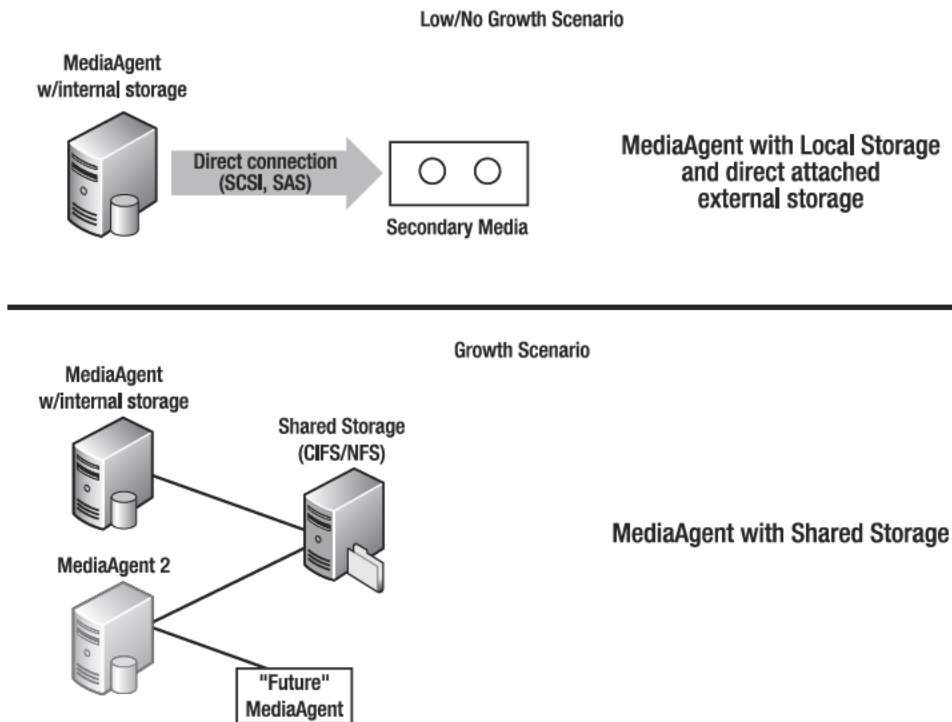 Low/No Growth Scenario
MediaAgent
w/internal storage
Direct connection
(SCSI, SAS)
Secondary Media
MediaAgent with Local Storage
and direct attached
external storage
Growth Scenario
MediaAgent
w/internal storage
Shared Storage
(CIFS/NFS)
MediaAgent with Shared Storage
MediaAgent 2
"Future"
MediaAgent